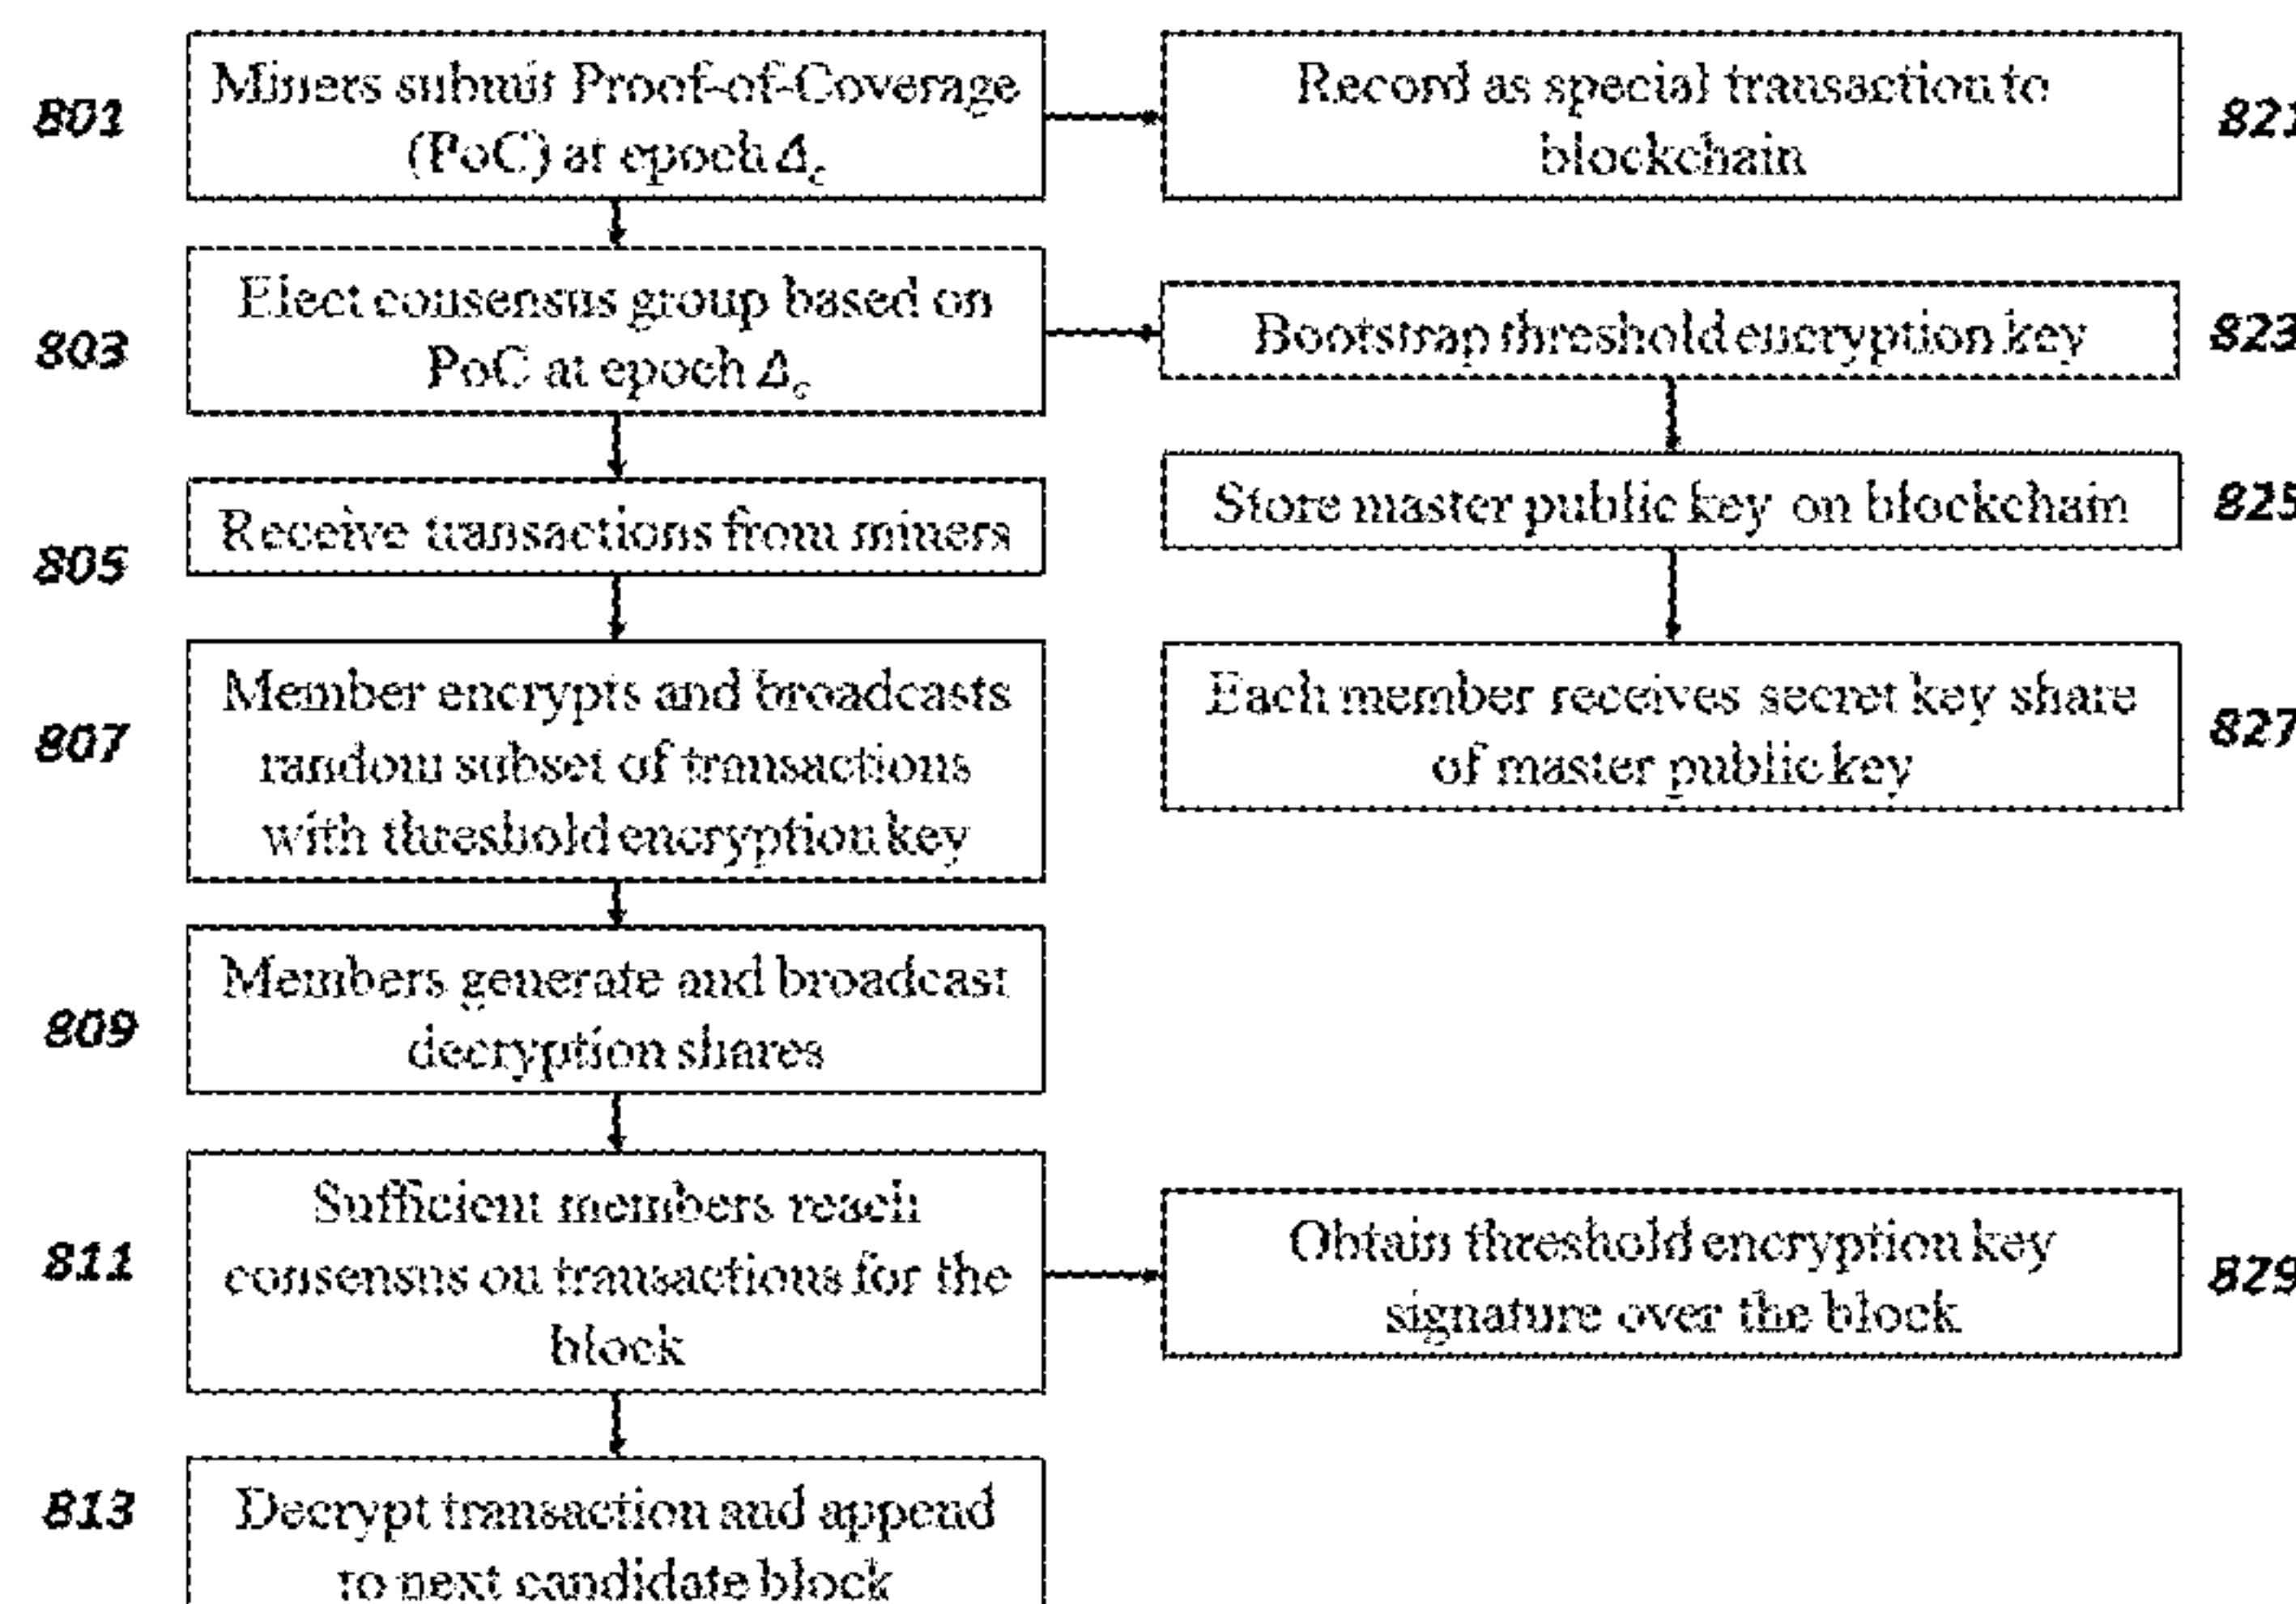 801
Miners submit Proof-of-Coverage
(PoC) at epoch Δc
Record as special transaction to
blockchain
821
803
Elect consensus group based on
PoC at epoch Δc
Bootstrap threshold encryption key
823
805
Receive transactions from miners
Store master public key on blockchain
825
807
Member encrypts and broadcasts
random subset of transactions
with threshold encryption key
Each member receives secret key share
of master public key
827
809
Members generate and broadcast
decryption shares
811
Sufficient members reach
consensus on transactions for the
block
Obtain threshold encryption key
signature over the block
829
813
Decrypt transaction and append
to next candidate block